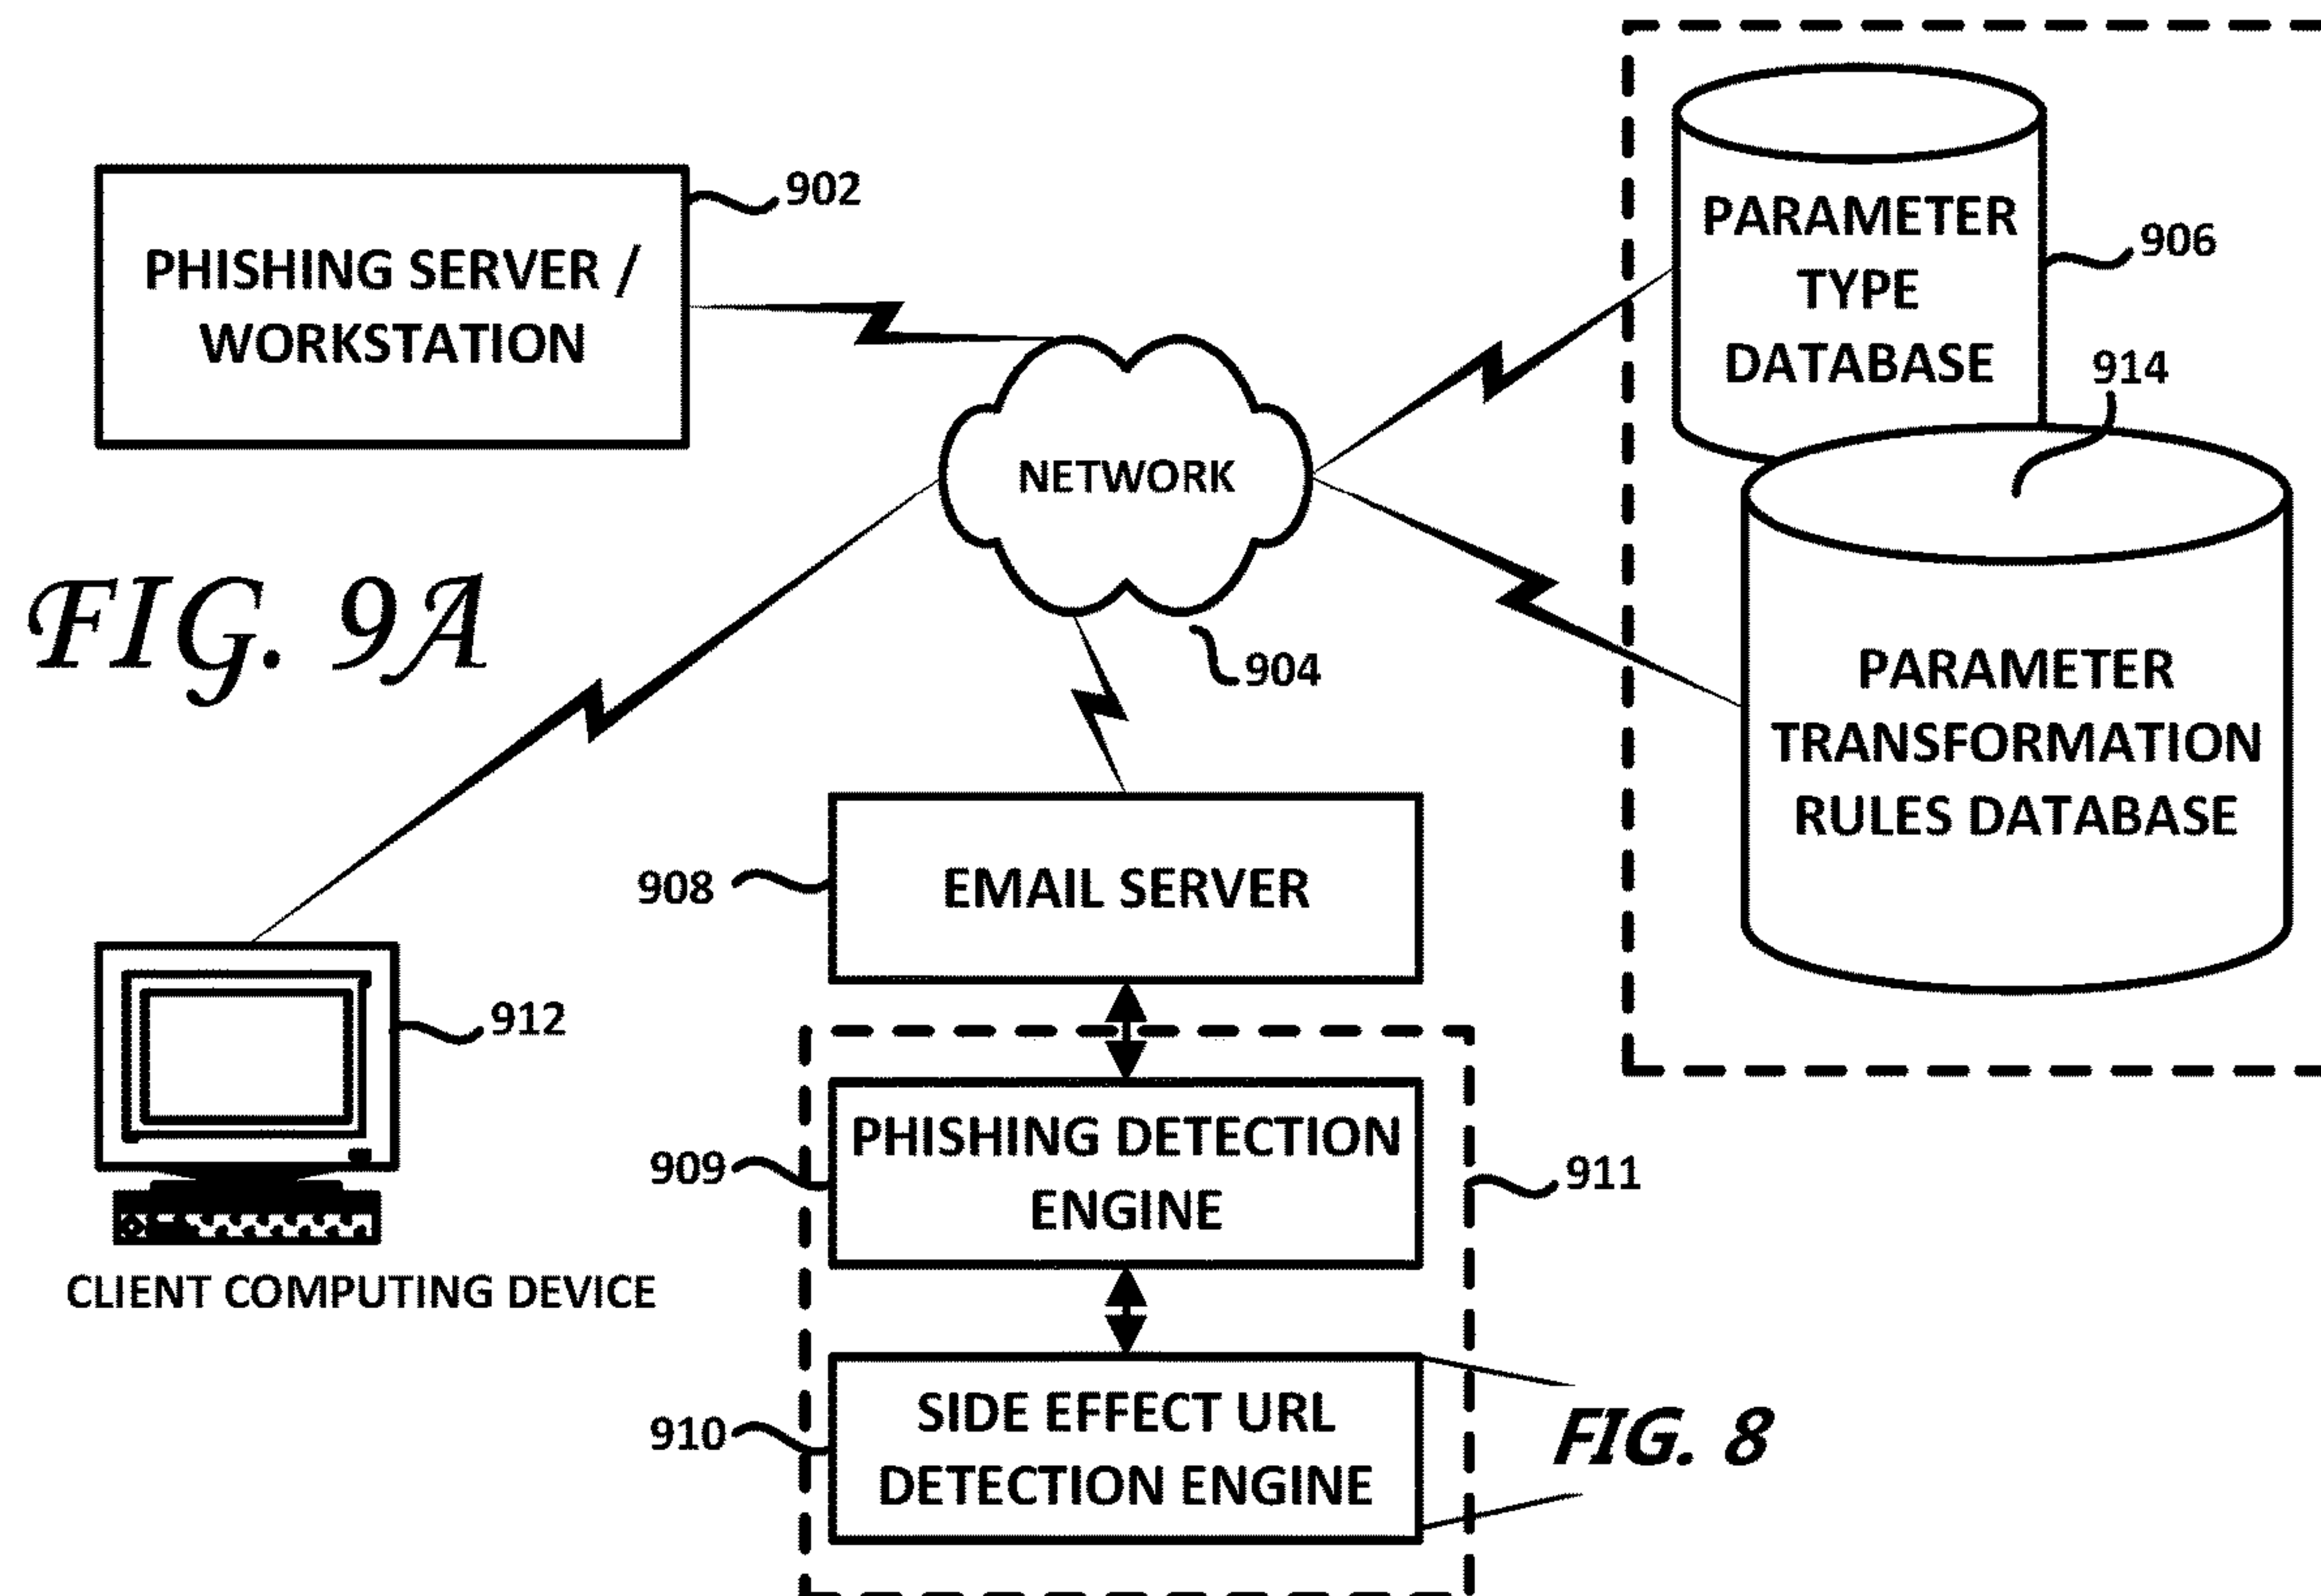 902
PHISHING SERVER /
WORKSTATION
PARAMETER
TYPE
DATABASE
906
914
NETWORK
904
FIG. 9A
PARAMETER
TRANSFORMATION
RULES DATABASE
908
EMAIL SERVER
912
CLIENT COMPUTING DEVICE
909
PHISHING DETECTION
ENGINE
911
910
SIDE EFFECT URL
DETECTION ENGINE
FIG. 8